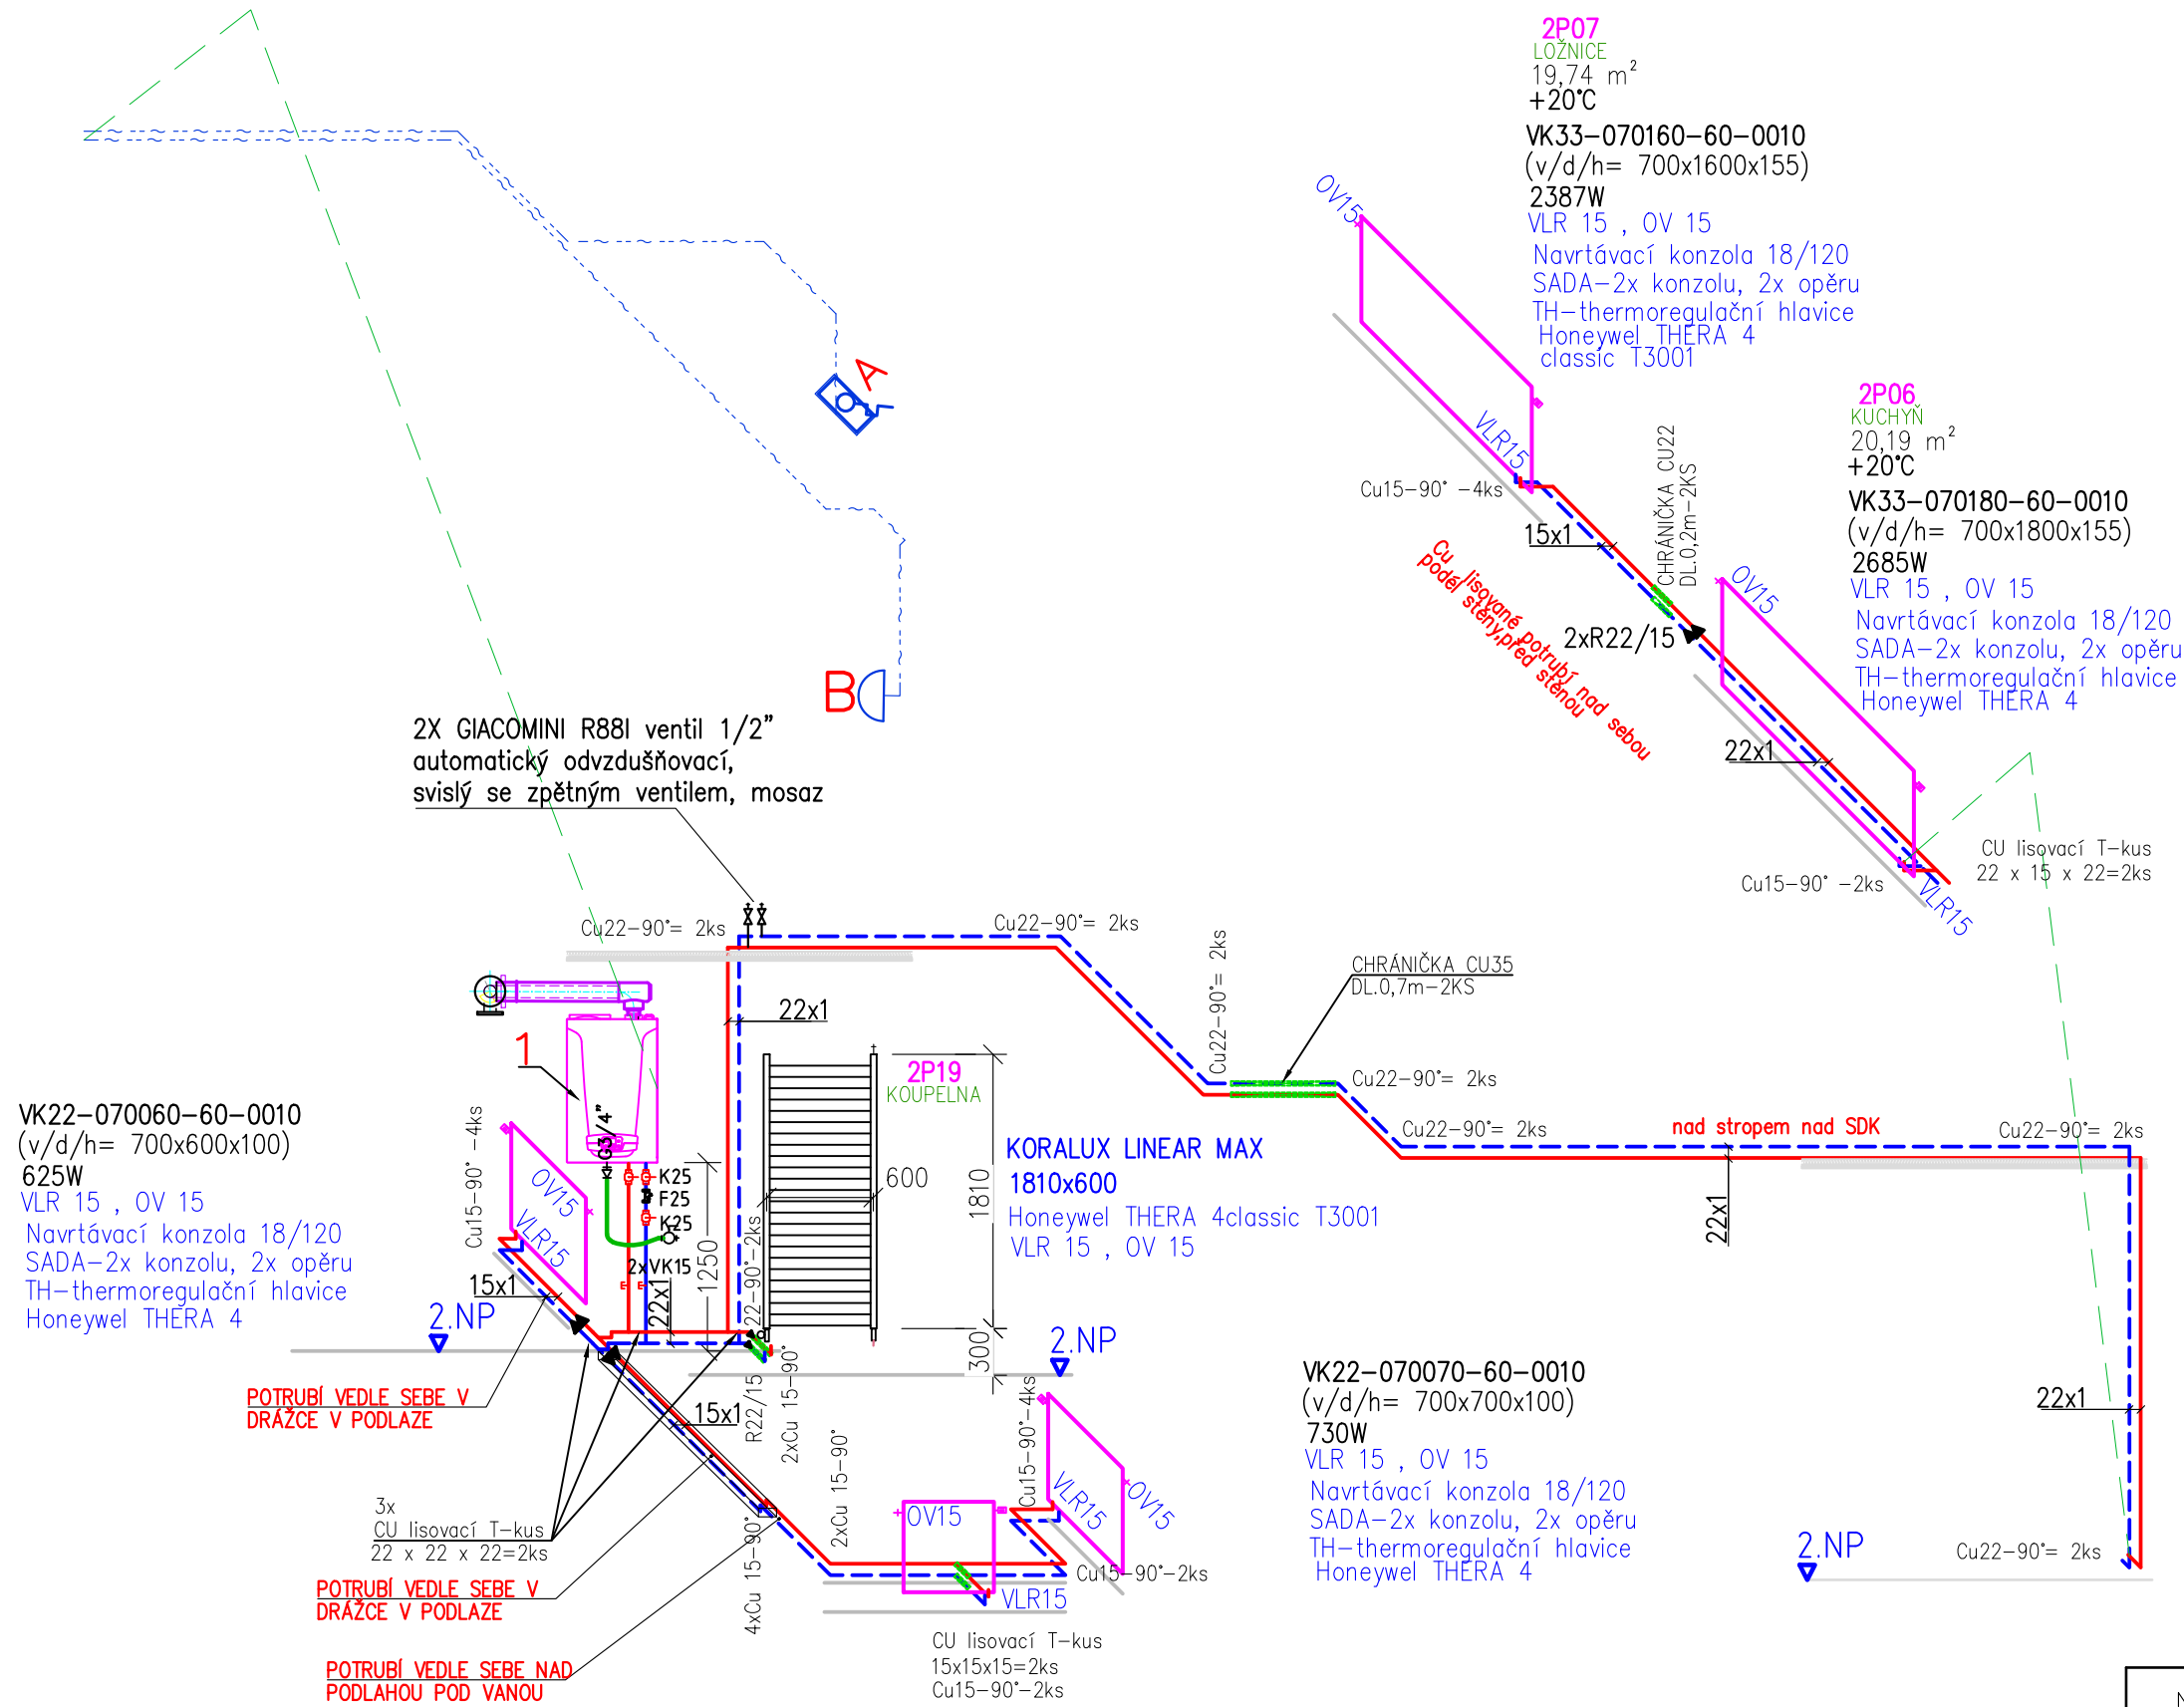 2P07
LOŽNICE
19,74 m²
+20°C
VK33-070160-60-0010
(v/d/h= 700x1600x155)
2387W
VLR 15 , OV 15
Navrtávací konzola 18/120
SADA-2x konzolu, 2x opěru
TH-thermoregulační hlavice
Honeywel THERA 4
classic T3001
OV15
VLR15
Cu15-90° -4ks
15x1
CHRÁNIČKA CU22
DL.0,2m-2KS
Cu lisované potrubí nad sebou
podél stěny,před stěnou
2xR22/15
2P06
KUCHYŇ
20,19 m²
+20°C
VK33-070180-60-0010
(v/d/h= 700x1800x155)
2685W
VLR 15 , OV 15
Navrtávací konzola 18/120
SADA-2x konzolu, 2x opěru
TH-thermoregulační hlavice
Honeywel THERA 4
OV15
22x1
CU lisovací T-kus
22 x 15 x 22=2ks
Cu15-90° -2ks
VLR15
A
B
2X GIACOMINI R88I ventil 1/2"
automatický odvzdušňovací,
svislý se zpětným ventilem, mosaz
Cu22-90°= 2ks
Cu22-90°= 2ks
Cu22-90°= 2ks
CHRÁNIČKA CU35
DL.0,7m-2KS
Cu22-90°= 2ks
Cu22-90°= 2ks
nad stropem nad SDK
Cu22-90°= 2ks
22x1
22x1
22x1
2.NP
Cu22-90°= 2ks
1
G3/4"
K25
F25
K25
2xVK15
22x1
1250
22-90°-2ks
2P19
KOUPELNA
600
1810
300
KORALUX LINEAR MAX
1810x600
Honeywel THERA 4classic T3001
VLR 15 , OV 15
2.NP
VK22-070060-60-0010
(v/d/h= 700x600x100)
625W
VLR 15 , OV 15
Navrtávací konzola 18/120
SADA-2x konzolu, 2x opěru
TH-thermoregulační hlavice
Honeywel THERA 4
Cu15-90° -4ks
OV15
VLR15
15x1
2.NP
POTRUBÍ VEDLE SEBE V
DRÁŽCE V PODLAZE
15x1
R22/15
2xCu 15-90°
2xCu 15-90°
4xCu 15-90°
3x
CU lisovací T-kus
22 x 22 x 22=2ks
POTRUBÍ VEDLE SEBE V
DRÁŽCE V PODLAZE
POTRUBÍ VEDLE SEBE NAD
PODLAHOU POD VANOU
OV15
VLR15
Cu15-90°-4ks
VLR15
OV15
Cu15-90°-2ks
CU lisovací T-kus
15x15x15=2ks
Cu15-90°-2ks
VK22-070070-60-0010
(v/d/h= 700x700x100)
730W
VLR 15 , OV 15
Navrtávací konzola 18/120
SADA-2x konzolu, 2x opěru
TH-thermoregulační hlavice
Honeywel THERA 4